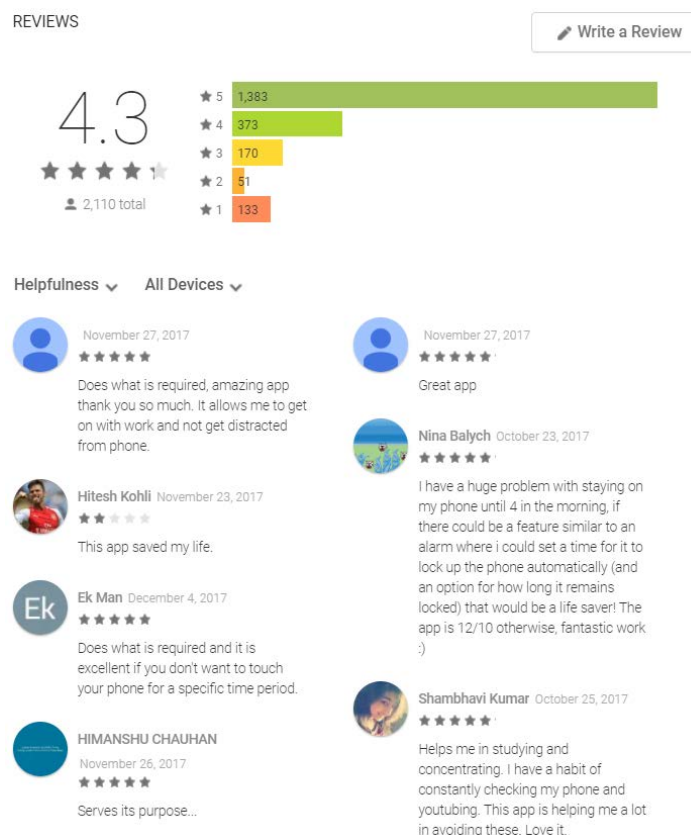 REVIEWS
Write a Review
4.3
2,110 total
5 1,383
4 373
3 170
2 51
1 133
Helpfulness
All Devices
November 27, 2017
Does what is required, amazing app
thank you so much. It allows me to get
on with work and not get distracted
from phone.
Hitesh Kohli November 23, 2017
This app saved my life.
Ek
Ek Man December 4, 2017
Does what is required and it is
excellent if you don't want to touch
your phone for a specific time period.
HIMANSHU CHAUHAN
November 26, 2017
Serves its purpose...
November 27, 2017
Great app
Nina Balych October 23, 2017
I have a huge problem with staying on
my phone until 4 in the morning, if
there could be a feature similar to an
alarm where i could set a time for it to
lock up the phone automatically (and
an option for how long it remains
locked) that would be a life saver! The
app is 12/10 otherwise, fantastic work
:)
Shambhavi Kumar October 25, 2017
Helps me in studying and
concentrating. I have a habit of
constantly checking my phone and
youtubing. This app is helping me a lot
in avoiding these. Love it.